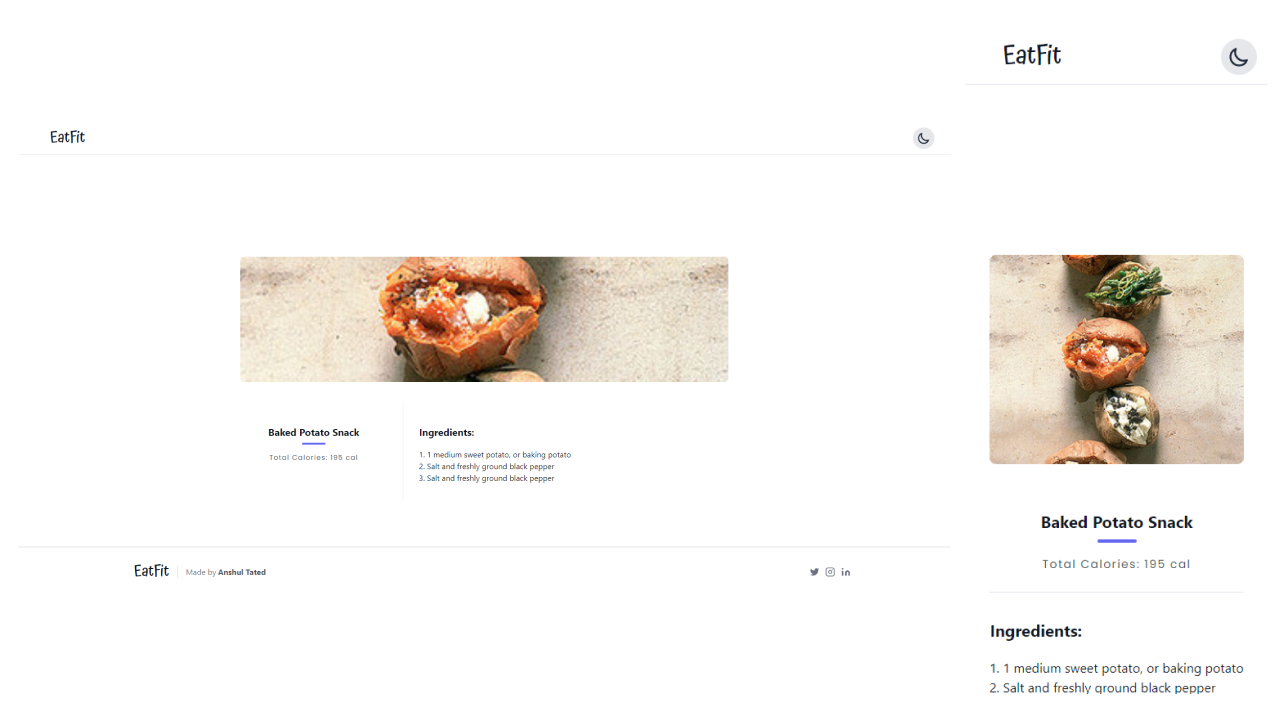 EatFit
Baked Potato Snack
Total Calories: 195 cal
Ingredients:
1. 1 medium sweet potato, or baking potato
2. Salt and freshly ground black pepper
3. Salt and freshly ground black pepper
EatFit
Made by Anshul Tated
EatFit
Baked Potato Snack
Total Calories: 195 cal
Ingredients:
1. 1 medium sweet potato, or baking potato
2. Salt and freshly ground black pepper